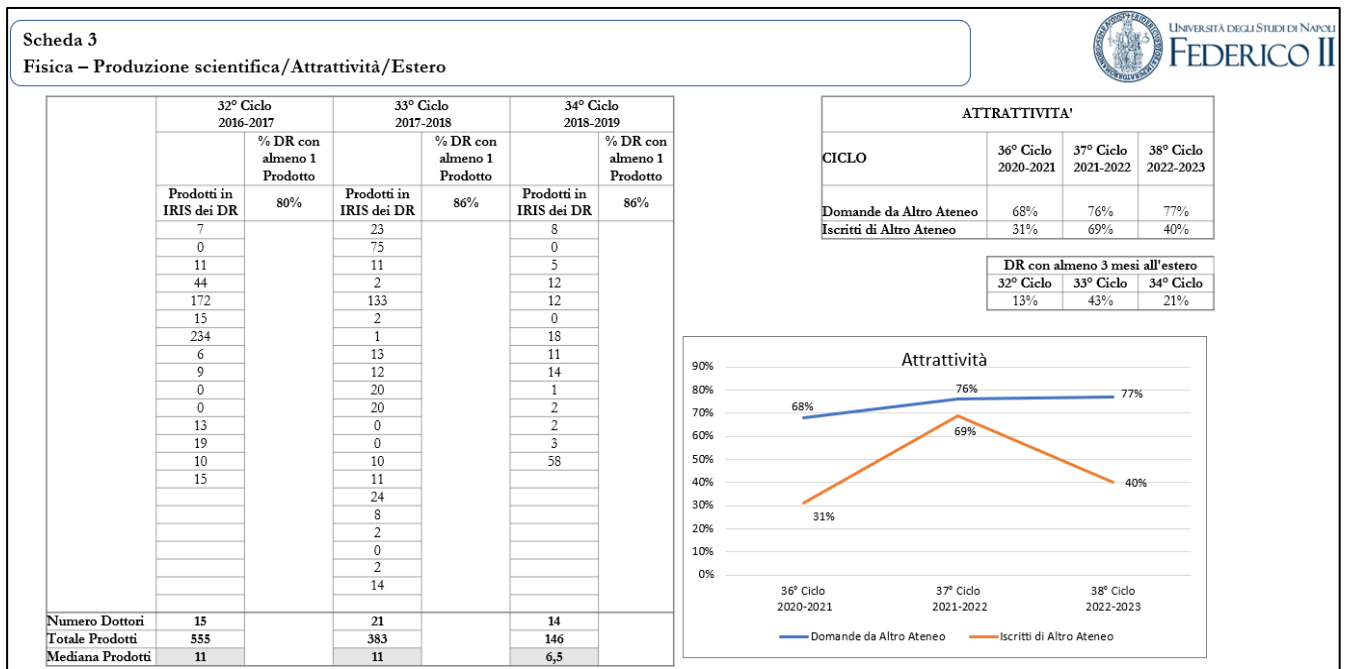 Scheda 3
Fisica – Produzione scientifica/Attrattività/Estero
UNIVERSITÀ DEGLI STUDI DI NAPOLI
FEDERICO II
32° Ciclo 33° Ciclo 34° Ciclo
2016-2017 2017-2018 2018-2019
% DR con % DR con % DR con
almeno 1 almeno 1 almeno 1
Prodotto Prodotto Prodotto
Prodotti in 80% Prodotti in 86% Prodotti in 86%
IRIS dei DR IRIS dei DR IRIS dei DR
7 23 8
0 75 0
11 11 5
44 2 12
172 133 12
15 2 0
234 1 18
6 13 11
9 12 14
0 20 1
0 20 2
13 0 2
19 0 3
10 10 58
15 11
24
8
2
0
2
14
Numero Dottori 15 21 14
Totale Prodotti 555 383 146
Mediana Prodotti 11 11 6,5
ATTRATTIVITA'
CICLO 36° Ciclo 37° Ciclo 38° Ciclo
2020-2021 2021-2022 2022-2023
Domande da Altro Ateneo 68% 76% 77%
Iscritti di Altro Ateneo 31% 69% 40%
DR con almeno 3 mesi all'estero
32° Ciclo 33° Ciclo 34° Ciclo
13% 43% 21%
Attrattività
90%
80%
70%
60%
50%
40%
30%
20%
10%
0%
68% 76% 77%
31% 69% 40%
36° Ciclo 37° Ciclo 38° Ciclo
2020-2021 2021-2022 2022-2023
Domande da Altro Ateneo Iscritti di Altro Ateneo